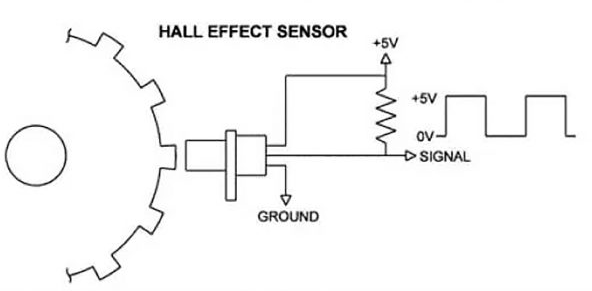 HALL EFFECT SENSOR
+5V
+5V
0V
SIGNAL
GROUND